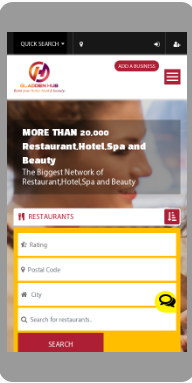 QUICK SEARCH
ADD A BUSINESS
GLADDEN HUB
MORE THAN 20,000
Restaurant,Hotel,Spa and
Beauty
The Biggest Network of
Restaurant,Hotel,Spa and Beauty
RESTAURANTS
Rating
Postal Code
City
Search for restaurants..
SEARCH